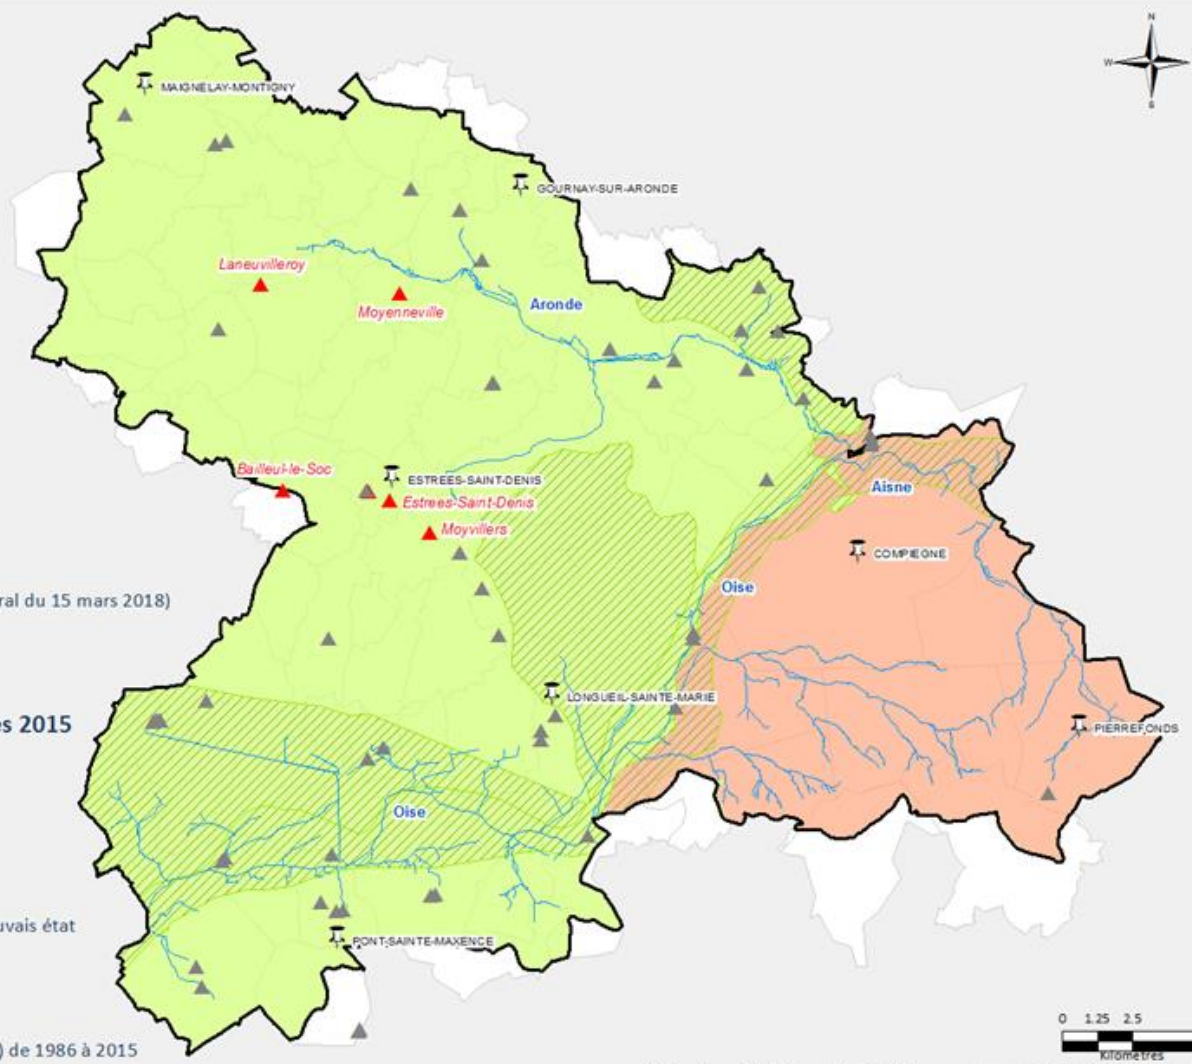 N
W
S
MAIGNELAY-MONTIGNY
GOURNAY-SUR-ARONDE
Laneuvilleroy
Moyenneville
Aronde
Bailleul-le-Soc
ESTREES-SAINT-DENIS
Estrees-Saint-Denis
Moyvillers
Aisne
COMPIEGNE
Oise
ral du 15 mars 2018)
LONGUEIL-SAINTE-MARIE
es 2015
PIERREFONDS
Oise
uvais état
PONT-SAINTE-MAXENCE
0 1.25 2.5
Kilomètres
) de 1986 à 2015